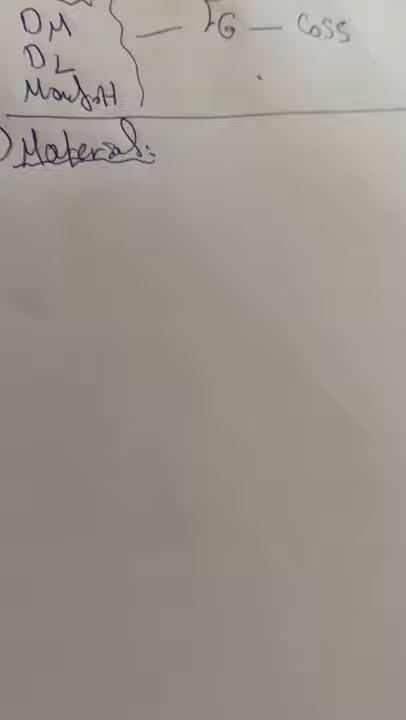 DM
DL
— FG — Coss
Material: